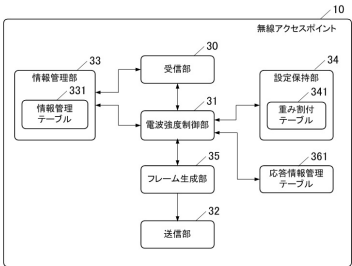 10
無線アクセスポイント
30
受信部
33
情報管理部
331
情報管理
テーブル
31
電波強度制御部
34
設定保持部
341
重み割付
テーブル
35
フレーム生成部
361
応答情報管理
テーブル
32
送信部